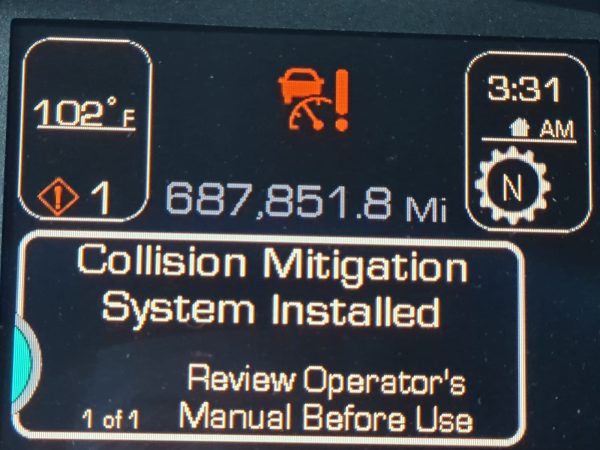 102°F
3:31
AM
! 1
687,851.8 Mi
N
Collision Mitigation
System Installed
Review Operator's
1 of 1 Manual Before Use